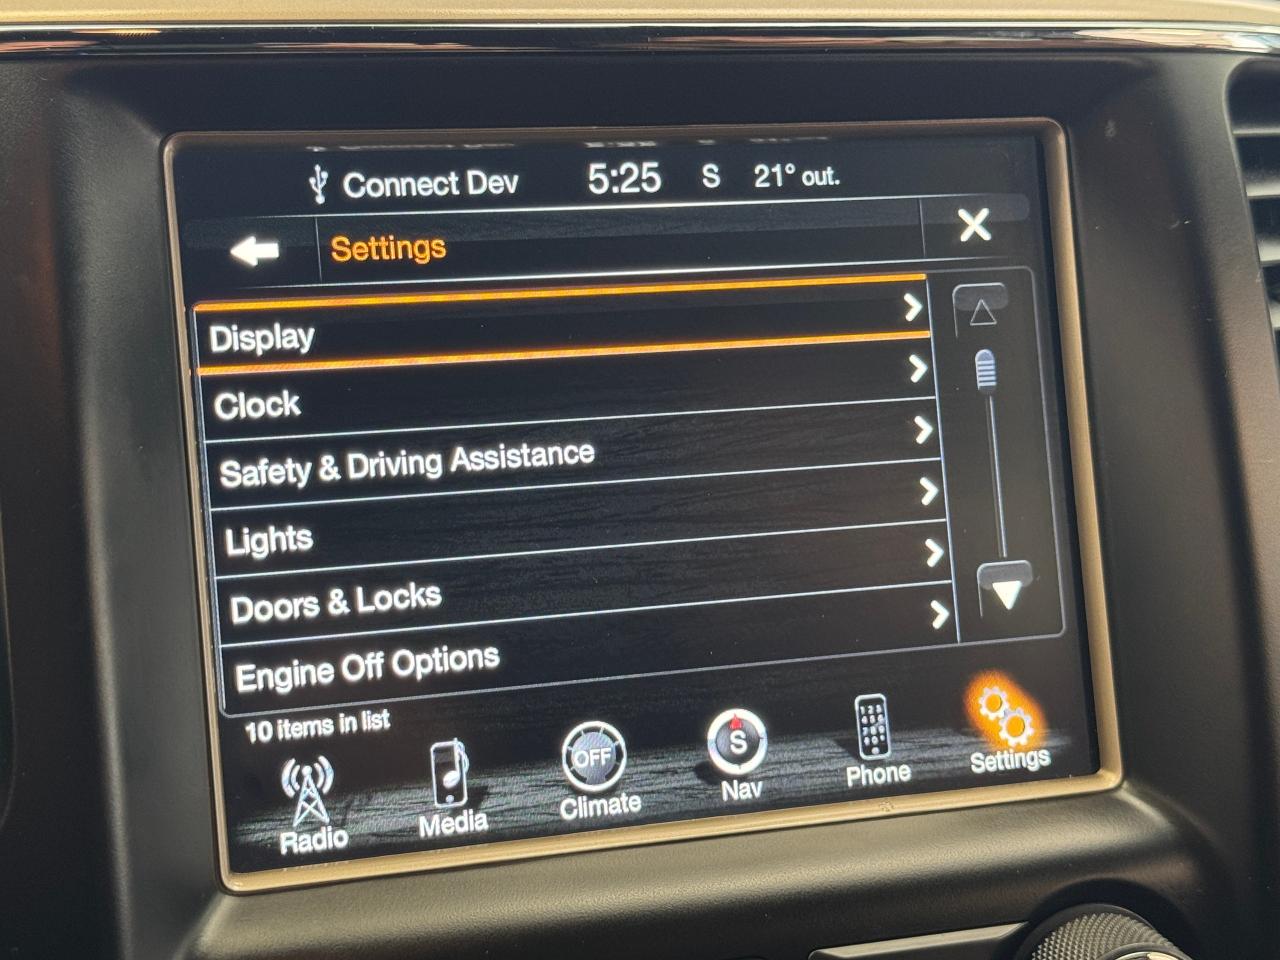 Connect Dev 5:25 S 21° out.
Settings
Display
Clock
Safety & Driving Assistance
Lights
Doors & Locks
Engine Off Options
10 items in list
OFF
S
Radio Media Climate Nav Phone Settings